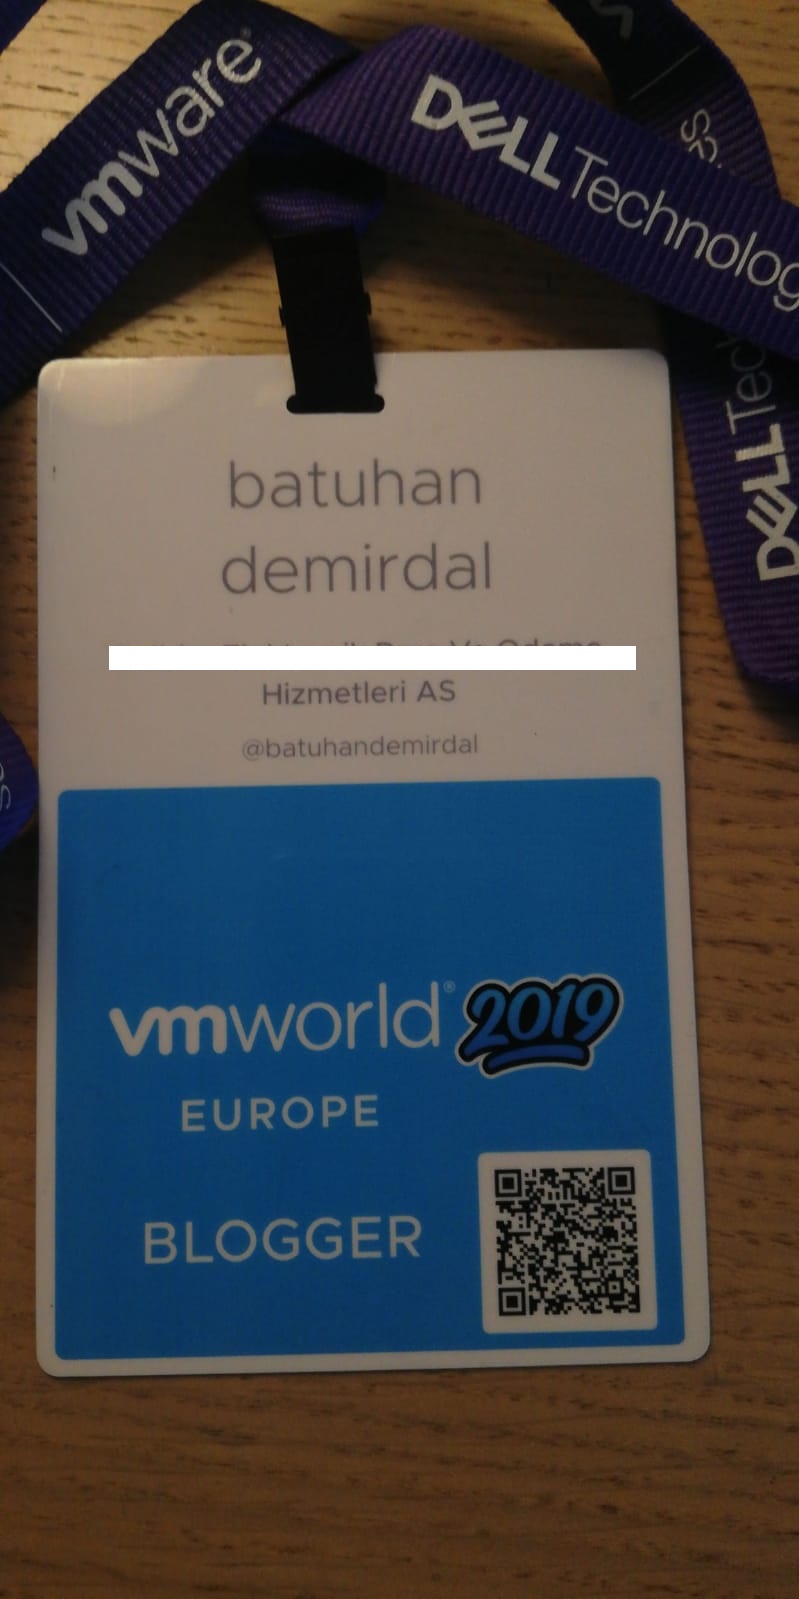 vmware®
DELL Technolog
DELL Tec
batuhan
demirdal
Hizmetleri AS
@batuhandemirdal
vmworld® 2019
EUROPE
BLOGGER